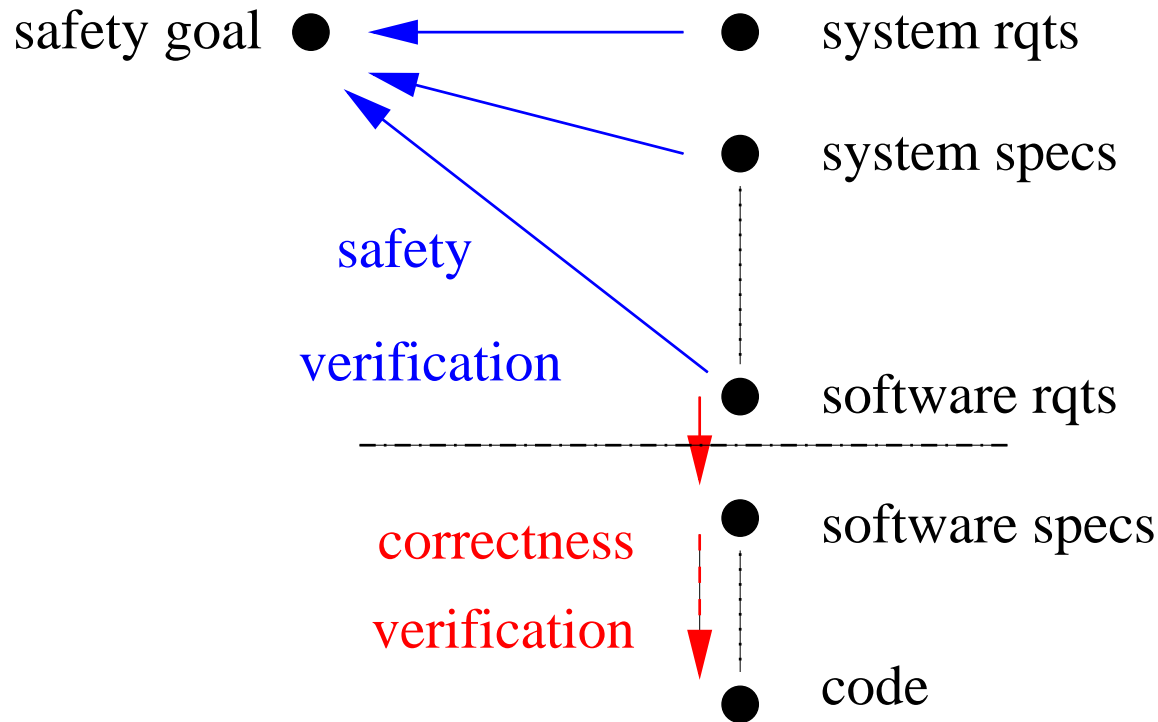 safety goal
system rqts
system specs
safety
verification
software rqts
software specs
correctness
verification
code